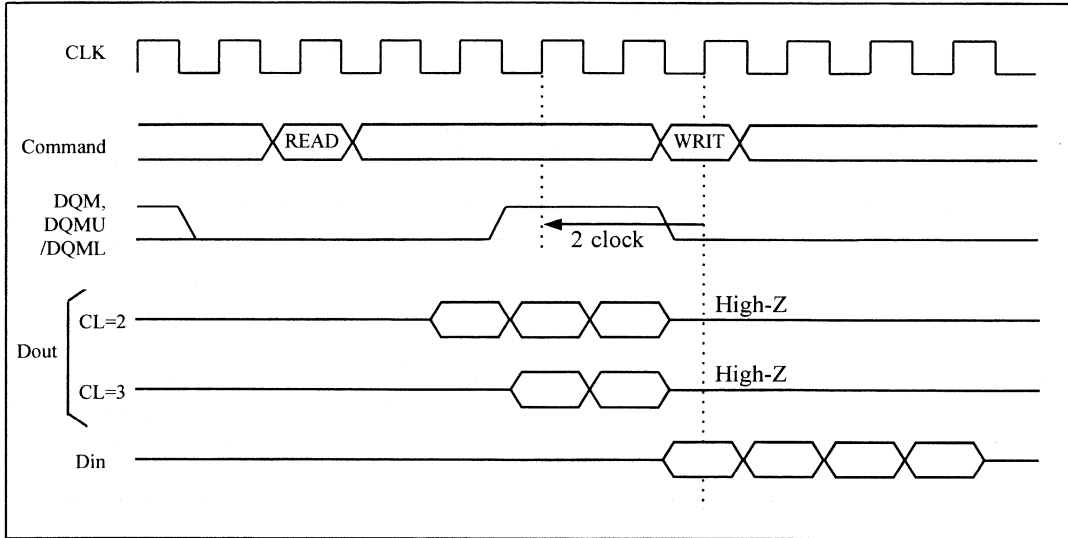 CLK
Command
READ
WRIT
DQM,
DQMU
/DQML
2 clock
Dout
CL=2
High-Z
CL=3
High-Z
Din